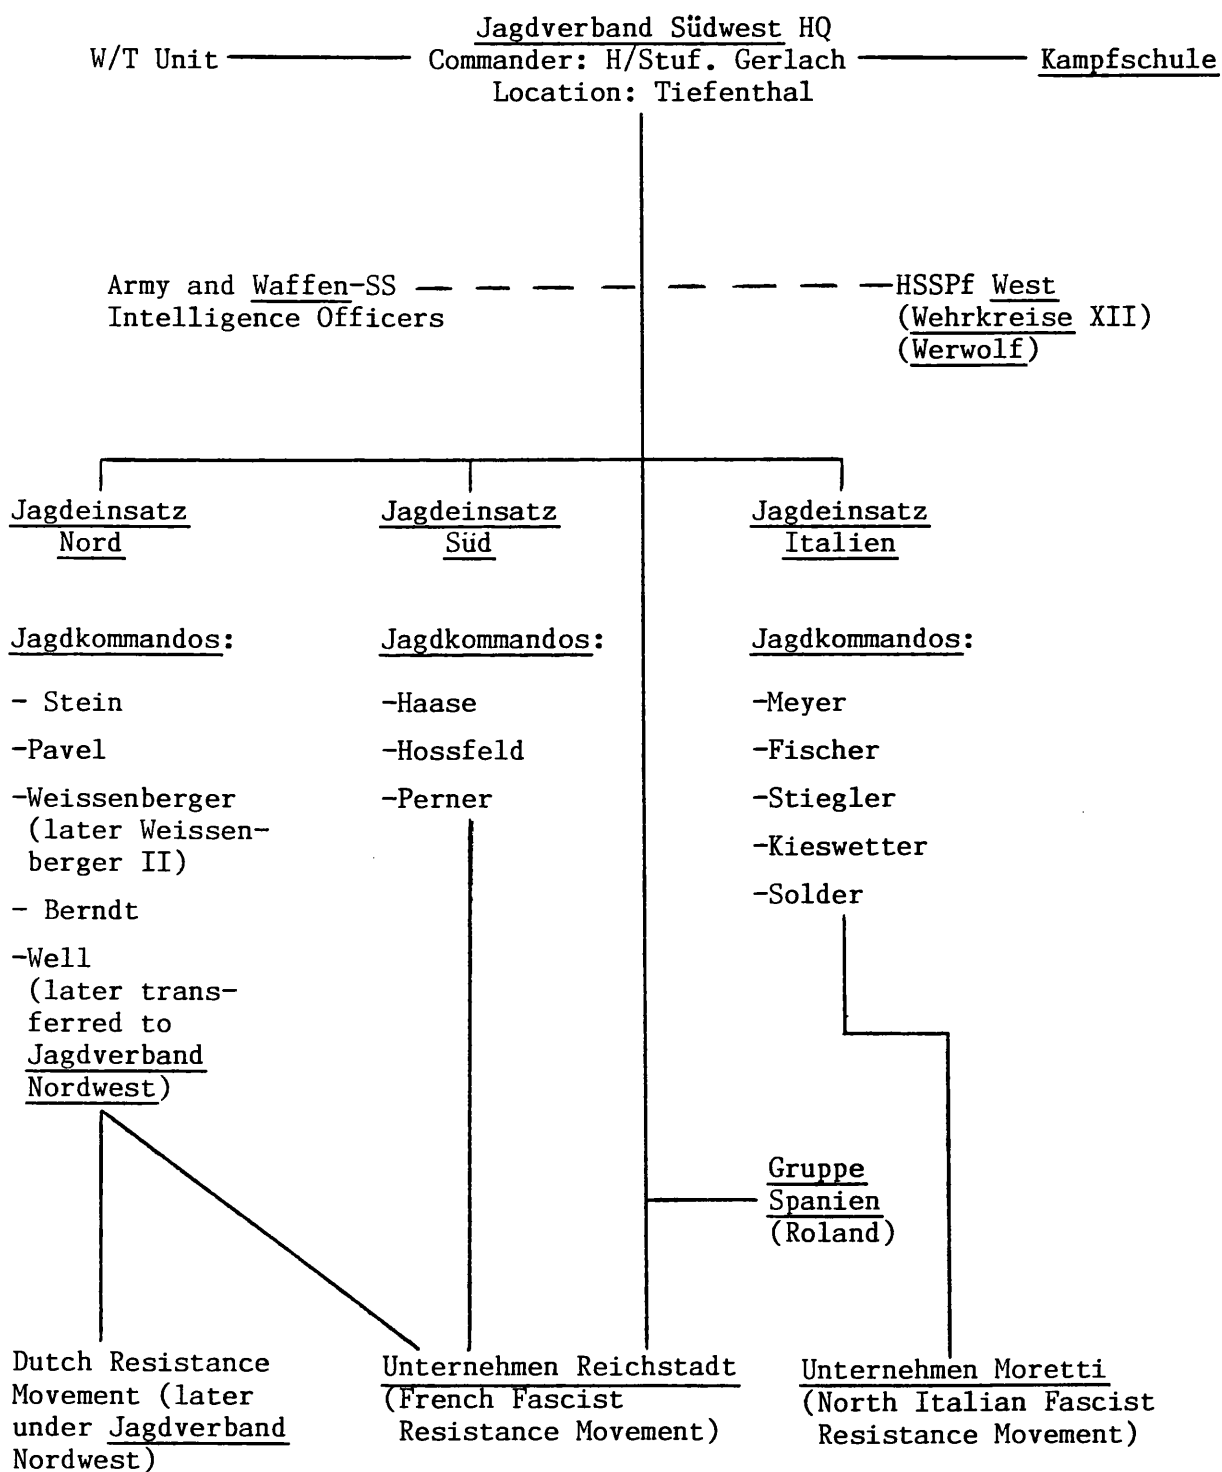 Jagdverband Südwest HQ
W/T Unit
Commander: H/Stuf. Gerlach
Kampfschule
Location: Tiefenthal
Army and Waffen-SS
Intelligence Officers
HSSPf West
(Wehrkreise XII)
(Werwolf)
Jagdeinsatz
Nord
Jagdeinsatz
Süd
Jagdeinsatz
Italien
Jagdkommandos:
- Stein
-Pavel
-Weissenberger
(later Weissen-
berger II)
- Berndt
-Well
(later trans-
ferred to
Jagdverband
Nordwest)
Jagdkommandos:
-Haase
-Hossfeld
-Perner
Jagdkommandos:
-Meyer
-Fischer
-Stiegler
-Kieswetter
-Solder
Gruppe
Spanien
(Roland)
Dutch Resistance
Movement (later
under Jagdverband
Nordwest)
Unternehmen Reichstadt
(French Fascist
Resistance Movement)
Unternehmen Moretti
(North Italian Fascist
Resistance Movement)